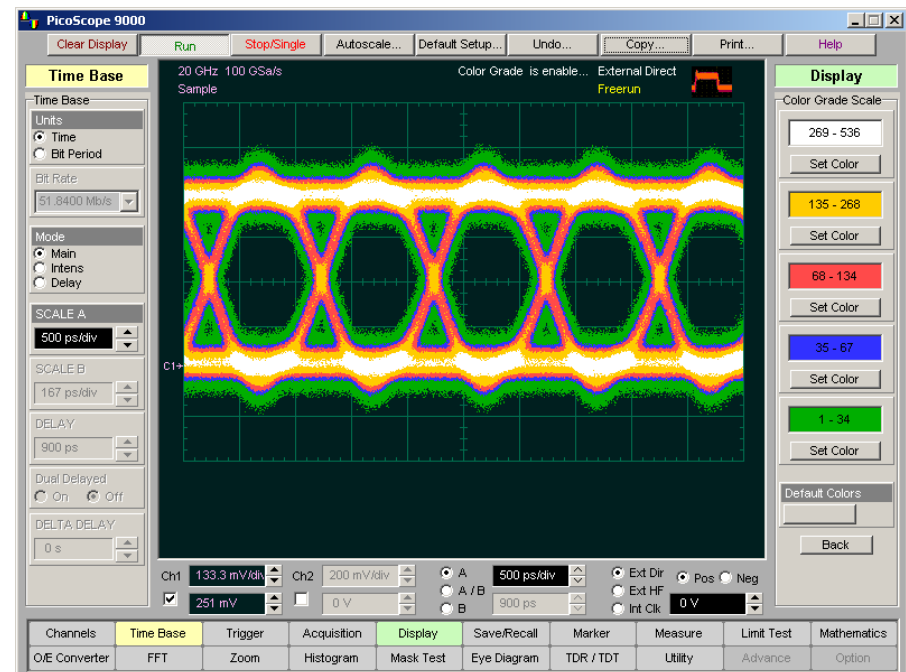 PicoScope 9000
Clear Display
Run
Stop/Single
Autoscale...
Default Setup...
Undo...
Copy...
Print...
Help
Time Base
Time Base
Units
Time
Bit Period
Bit Rate
51.8400 Mb/s
Mode
Main
Intens
Delay
SCALE A
500 ps/div
SCALE B
167 ps/div
DELAY
900 ps
Dual Delayed
On Off
DELTA DELAY
0 s
20 GHz 100 GSa/s
Sample
Color Grade is enable...
External Direct
Freerun
C1
Display
Color Grade Scale
269 - 536
Set Color
135 - 268
Set Color
68 - 134
Set Color
35 - 67
Set Color
1 - 34
Set Color
Default Colors
Back
Ch1 133.3 mV/div Ch2 200 mV/div A 500 ps/div Ext Dir Pos Neg
A / B Ext HF
251 mV 0 V B 900 ps Int Clk 0 V
Channels Time Base Trigger Acquisition Display Save/Recall Marker Measure Limit Test Mathematics
O/E Converter FFT Zoom Histogram Mask Test Eye Diagram TDR / TDT Utility Advance Option